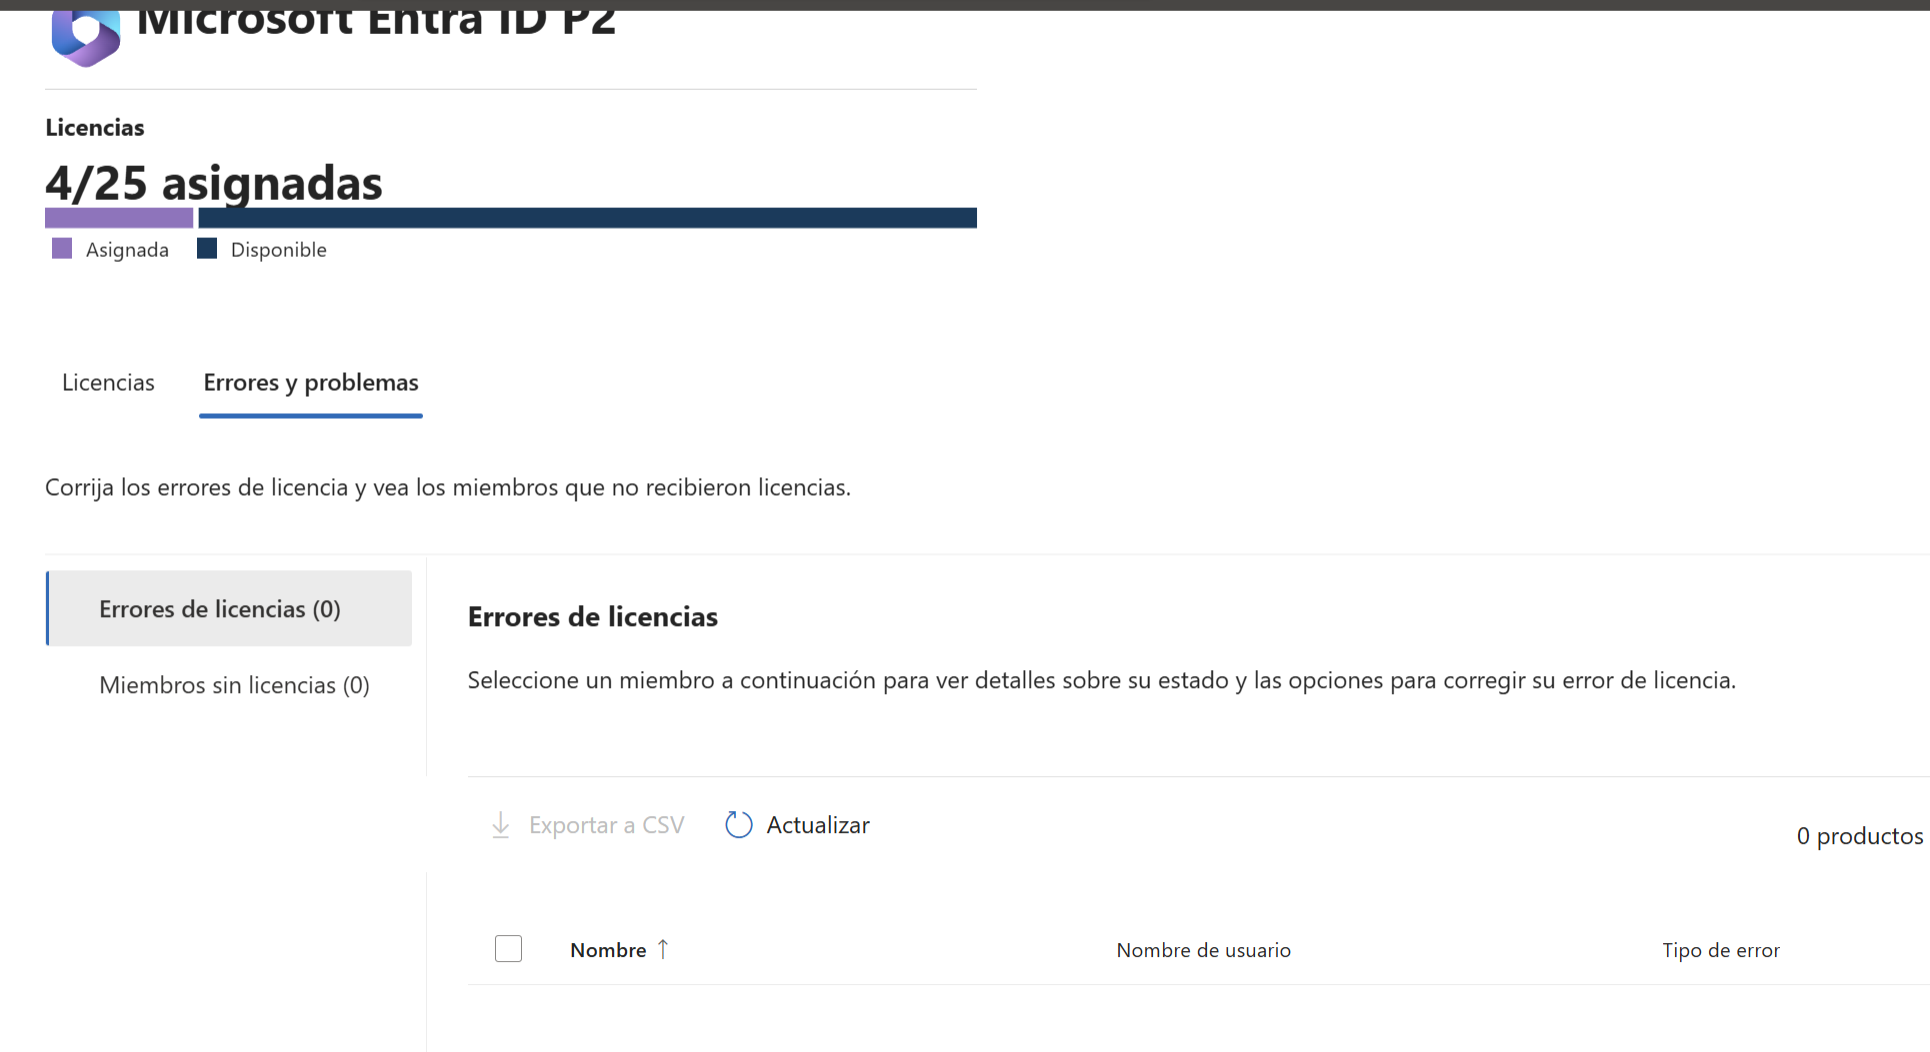 Microsoft Entra ID P2
Licencias
4/25 asignadas
Asignada Disponible
Licencias Errores y problemas
Corrija los errores de licencia y vea los miembros que no recibieron licencias.
Errores de licencias (0)
Miembros sin licencias (0)
Errores de licencias
Seleccione un miembro a continuación para ver detalles sobre su estado y las opciones para corregir su error de licencia.
Exportar a CSV Actualizar
0 productos
Nombre ↑ Nombre de usuario Tipo de error